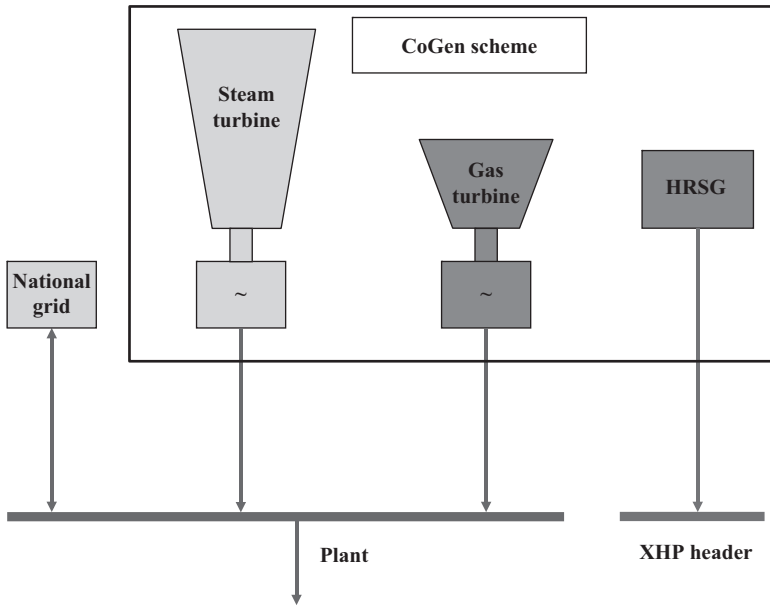 CoGen scheme
Steam
turbine
Gas
turbine
HRSG
National
grid
~
~
Plant
XHP header